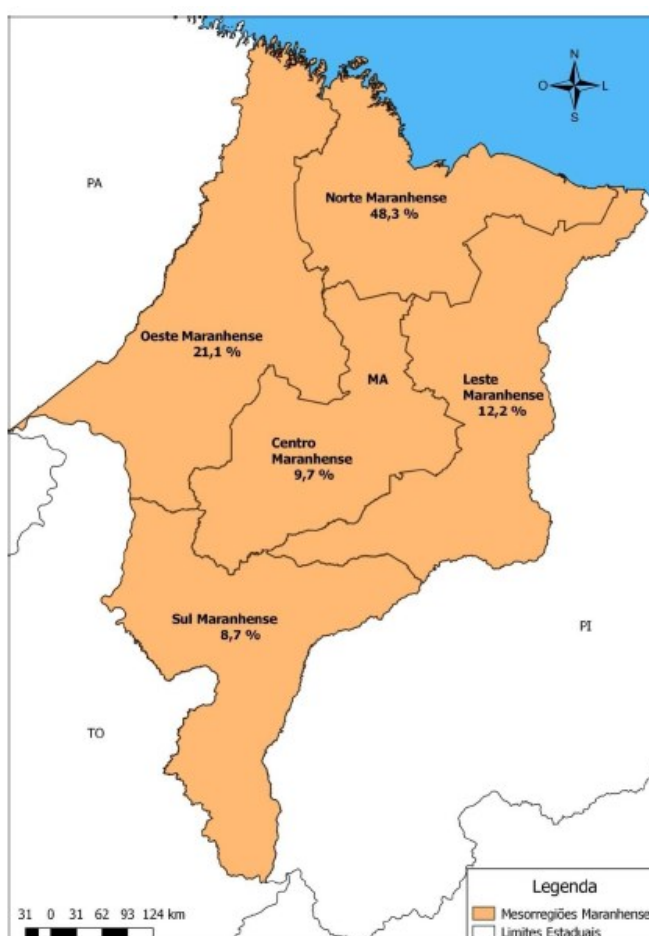 N
O L
S
PA
Norte Maranhense
48,3 %
Oeste Maranhense
21,1 %
MA
Leste
Maranhense
12,2 %
Centro
Maranhense
9,7 %
Sul Maranhense
8,7 %
PI
TO
Legenda
Mesorregiões Maranhense
Limites Estaduais
31 0 31 62 93 124 km